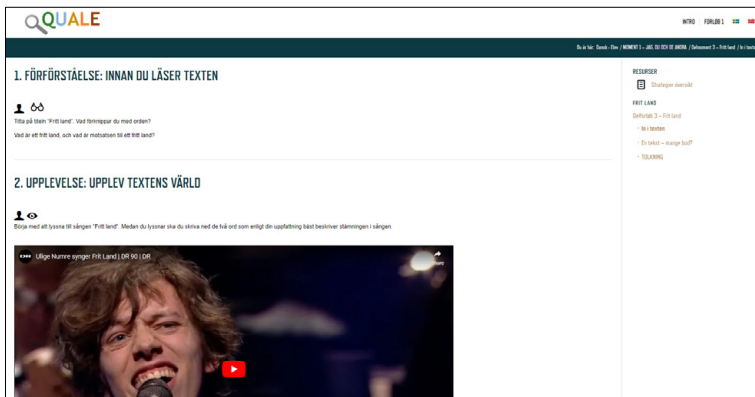 QUALE
INTRO FORLØB 1
Du är här: Dansk - Elev / MOMENT 1 – JAG, DU OCH DE ANDRA / Delmoment 3 – Fritt land / In i texten
1. FÖRFÖRSTÅELSE: INNAN DU LÄSER TEXTEN
Titta på titeln "Fritt land". Vad förknippar du med orden?
Vad är ett fritt land, och vad är motsatsen till ett fritt land?
2. UPPLEVELSE: UPPLEV TEXTENS VÄRLD
Börja med att lyssna till sången "Fritt land". Medan du lyssnar ska du skriva ned de två ord som enligt din uppfattning bäst beskriver stämningen i sången.
Ulige Numre synger Frit Land | DR 90 | DR
RESURSER
Strategier översikt
FRIT LAND
Delforløb 3 – Frit land
In i texten
En tekst – mange bud?
TOLKNING